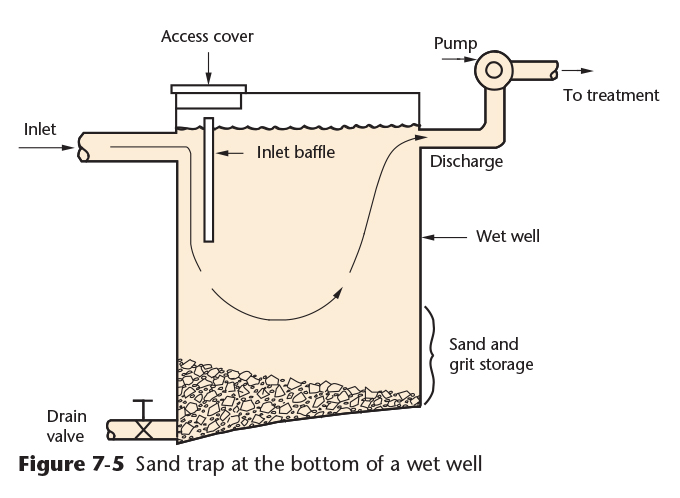 Access cover
Pump
To treatment
Inlet
Inlet baffle
Discharge
Wet well
Sand and
grit storage
Drain
valve
Figure 7-5 Sand trap at the bottom of a wet well